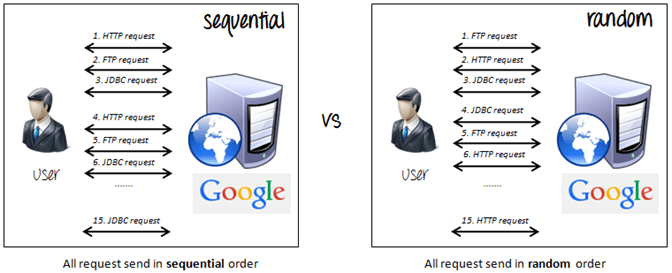 sequential
1. HTTP request
2. FTP request
3. JDBC request
4. HTTP request
5. FTP request
6. JDBC request
.......
15. JDBC request
User
Google
All request send in sequential order
VS
random
1. FTP request
2. HTTP request
3. JDBC request
4. JDBC request
5. FTP request
6. HTTP request
.......
15. HTTP request
User
Google
All request send in random order